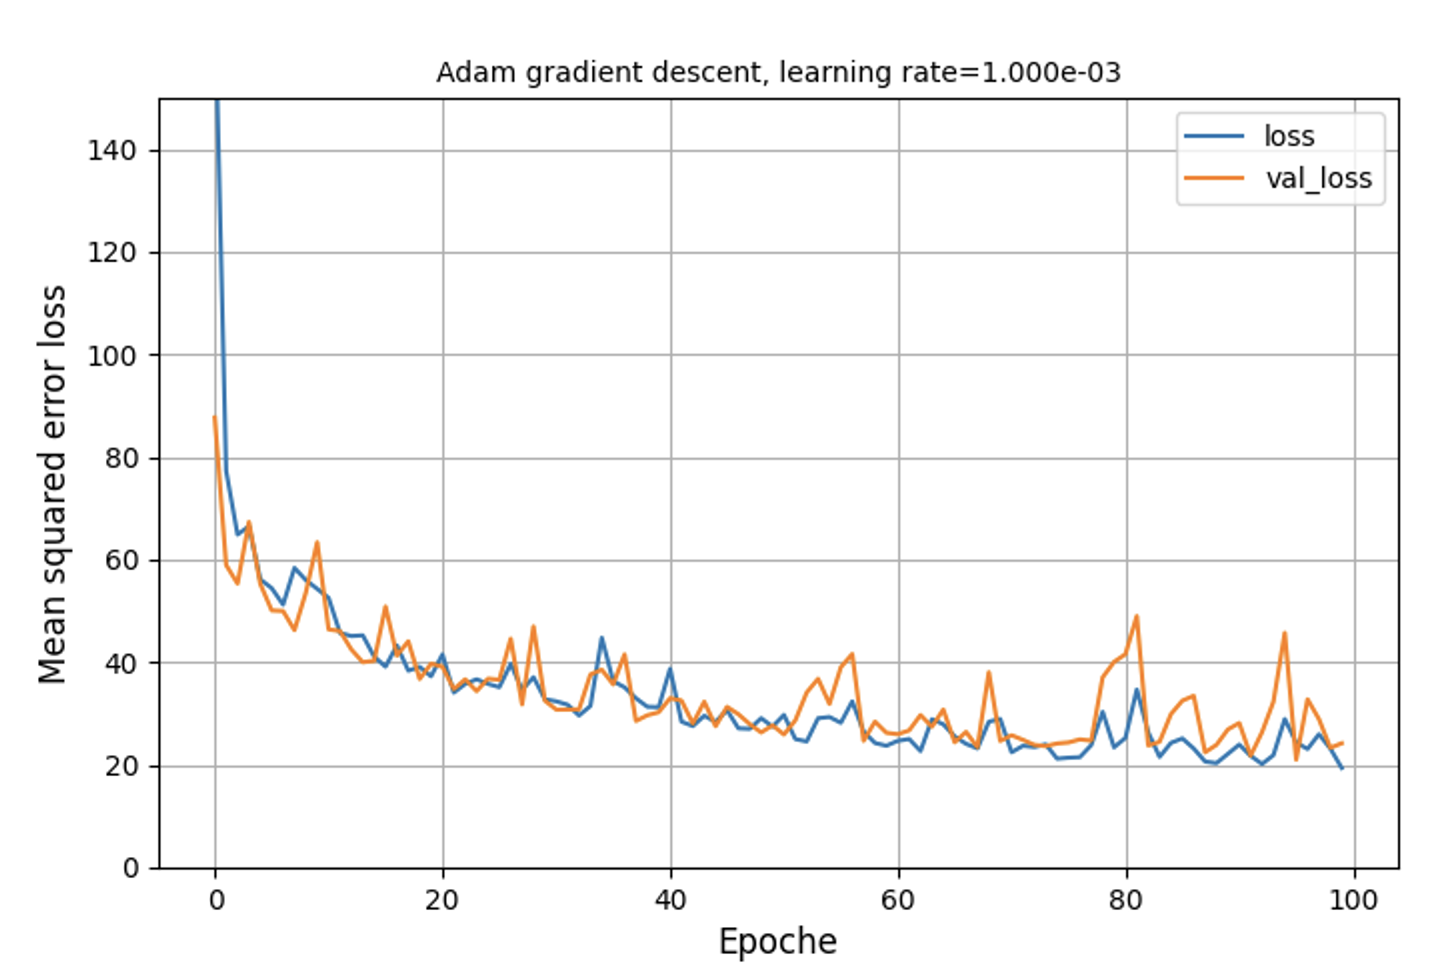 Adam gradient descent, learning rate=1.000e-03
loss
val_loss
Mean squared error loss
140
120
100
80
60
40
20
0
0 20 40 60 80 100
Epoche